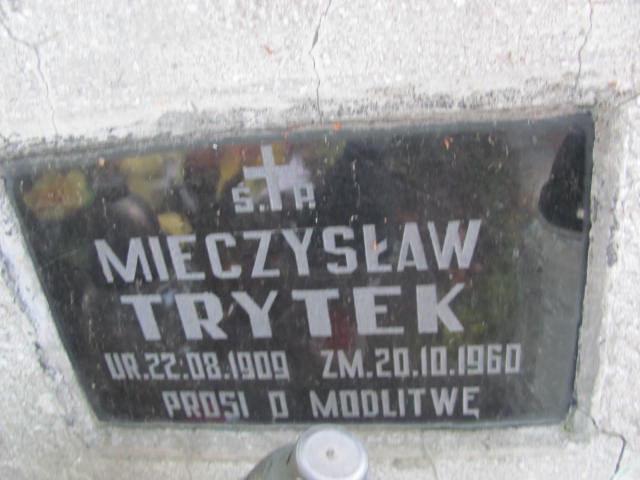 Ś.P.
MIECZYSŁAW
TRYTEK
UR.22.08.1909 ZM.20.10.1960
PROSI O MODLITWĘ